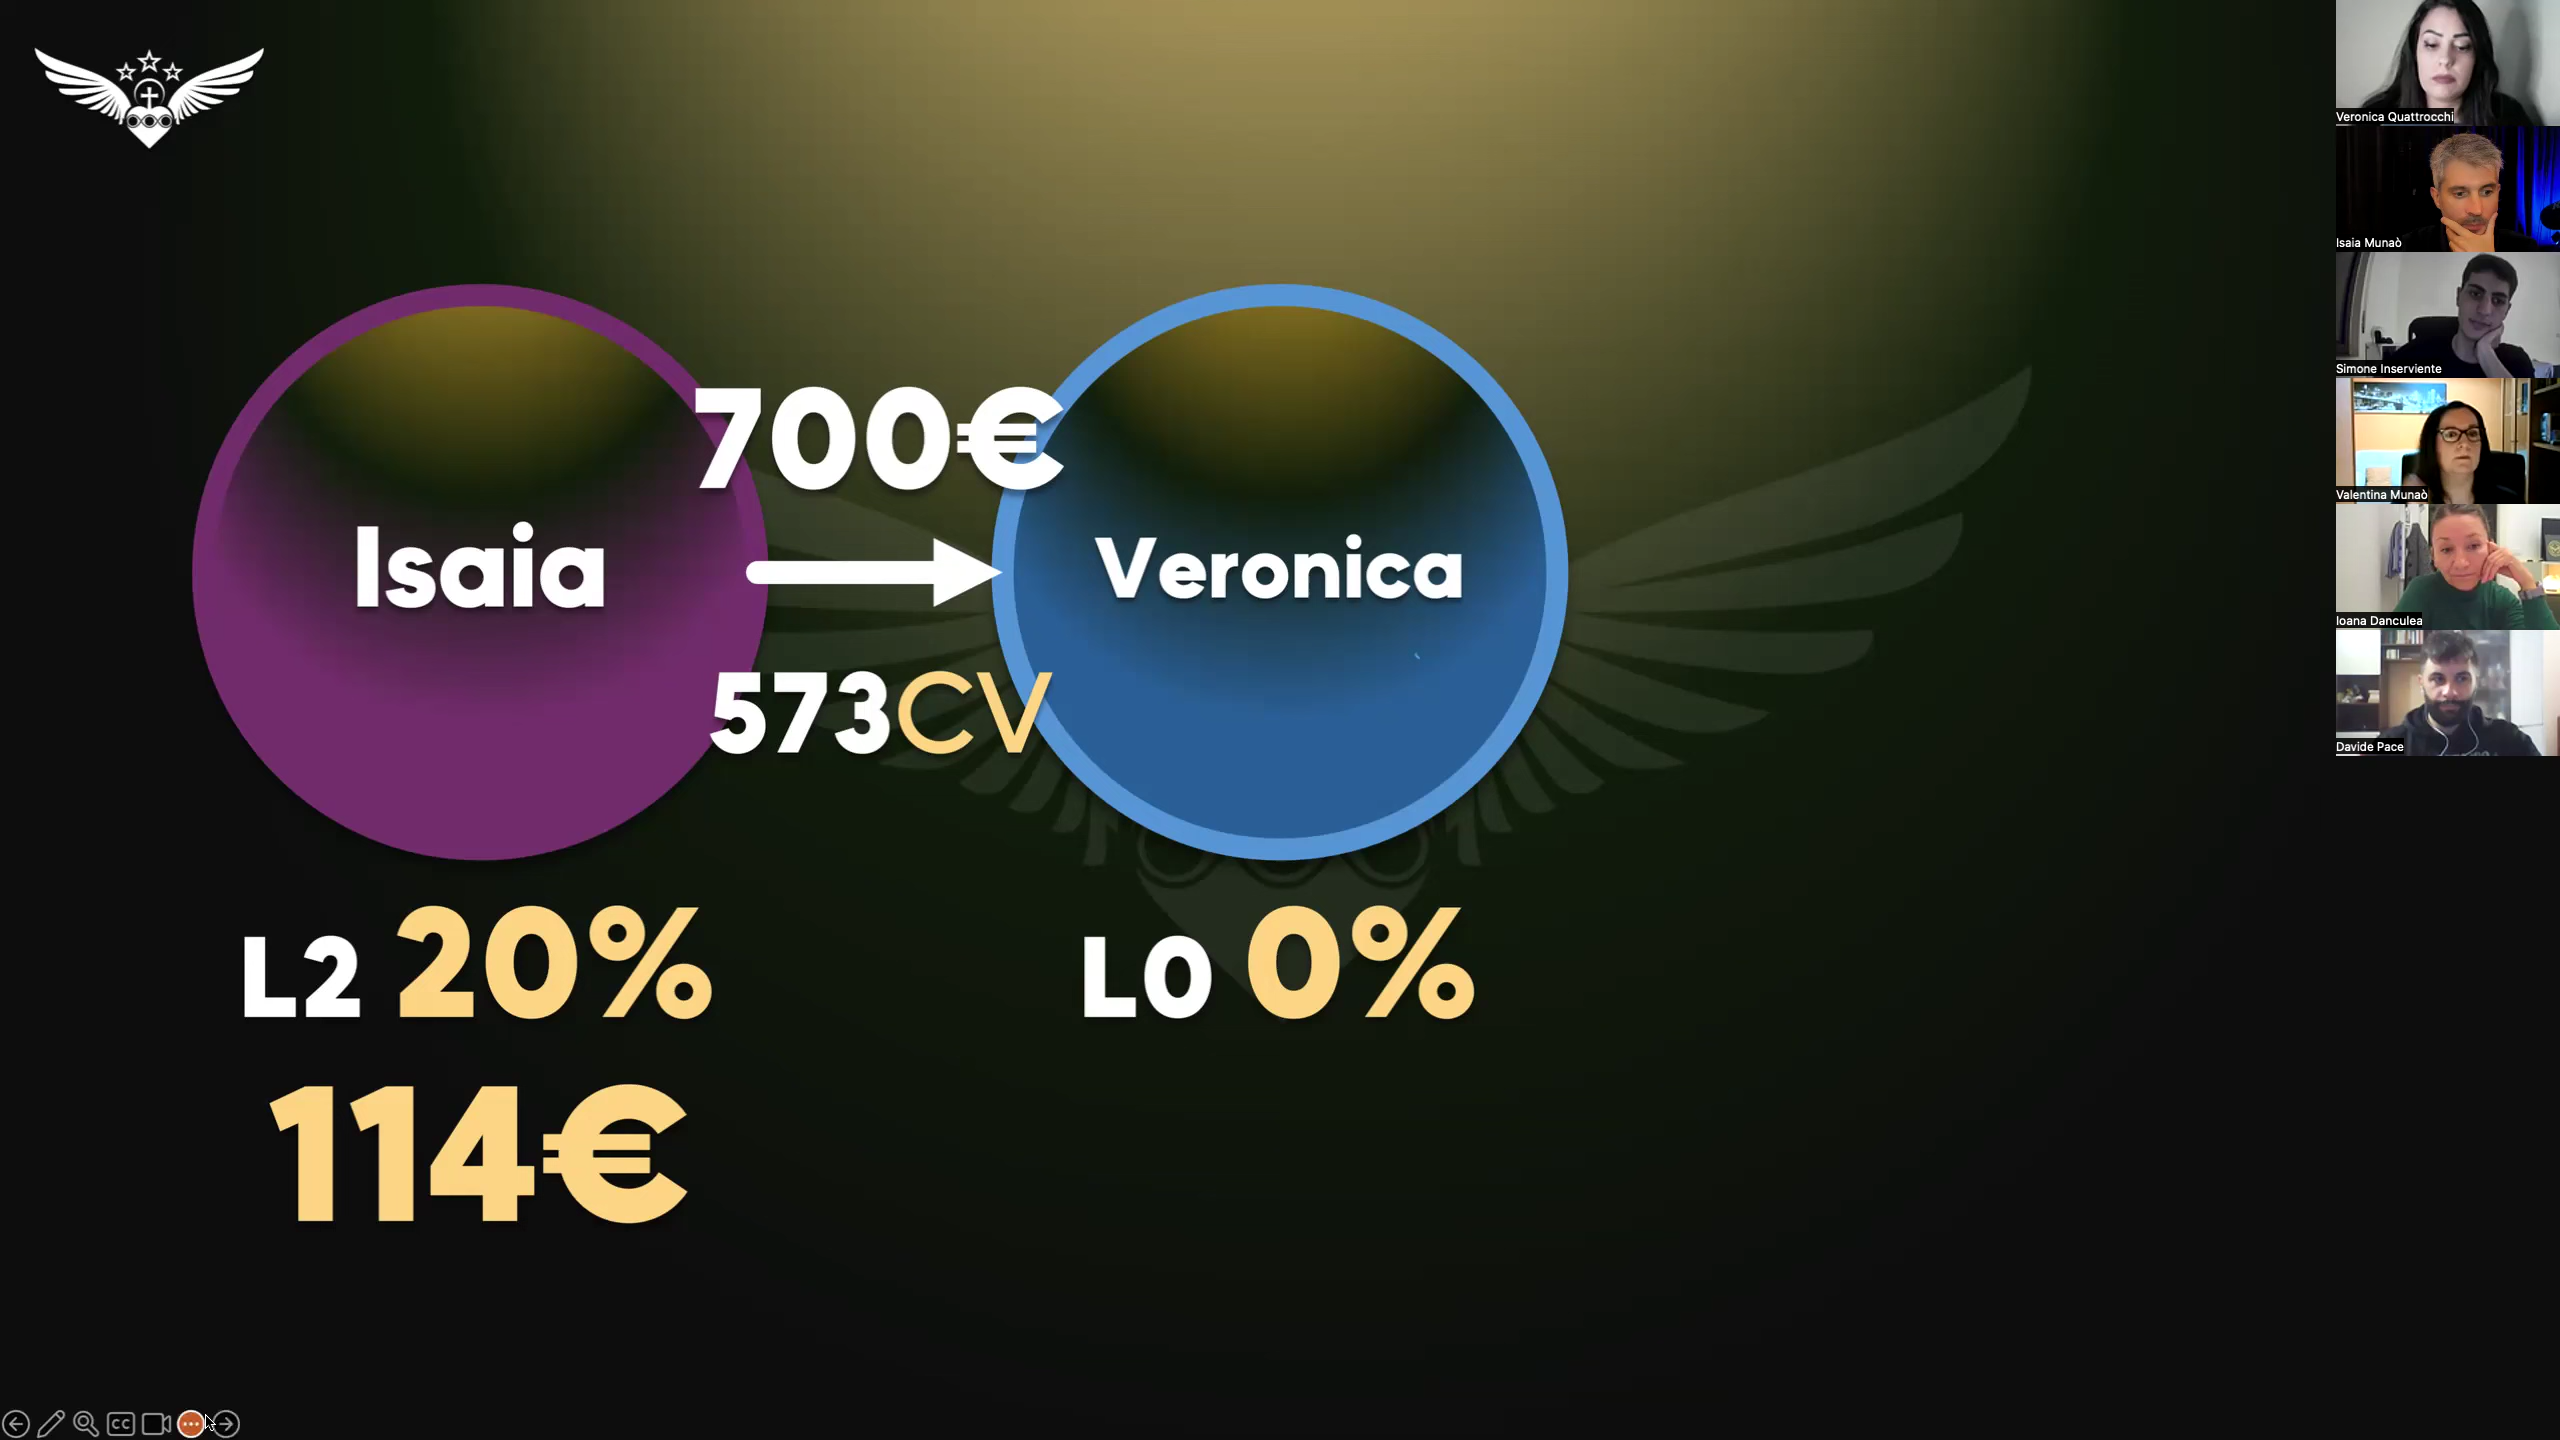 700€
Isaia
Veronica
573CV
L2 20%
L0 0%
114€
Veronica Quattrocchi
Isaia Munaò
Simone Inserviente
Valentina Munaò
Ioana Danculea
Davide Pace
CC